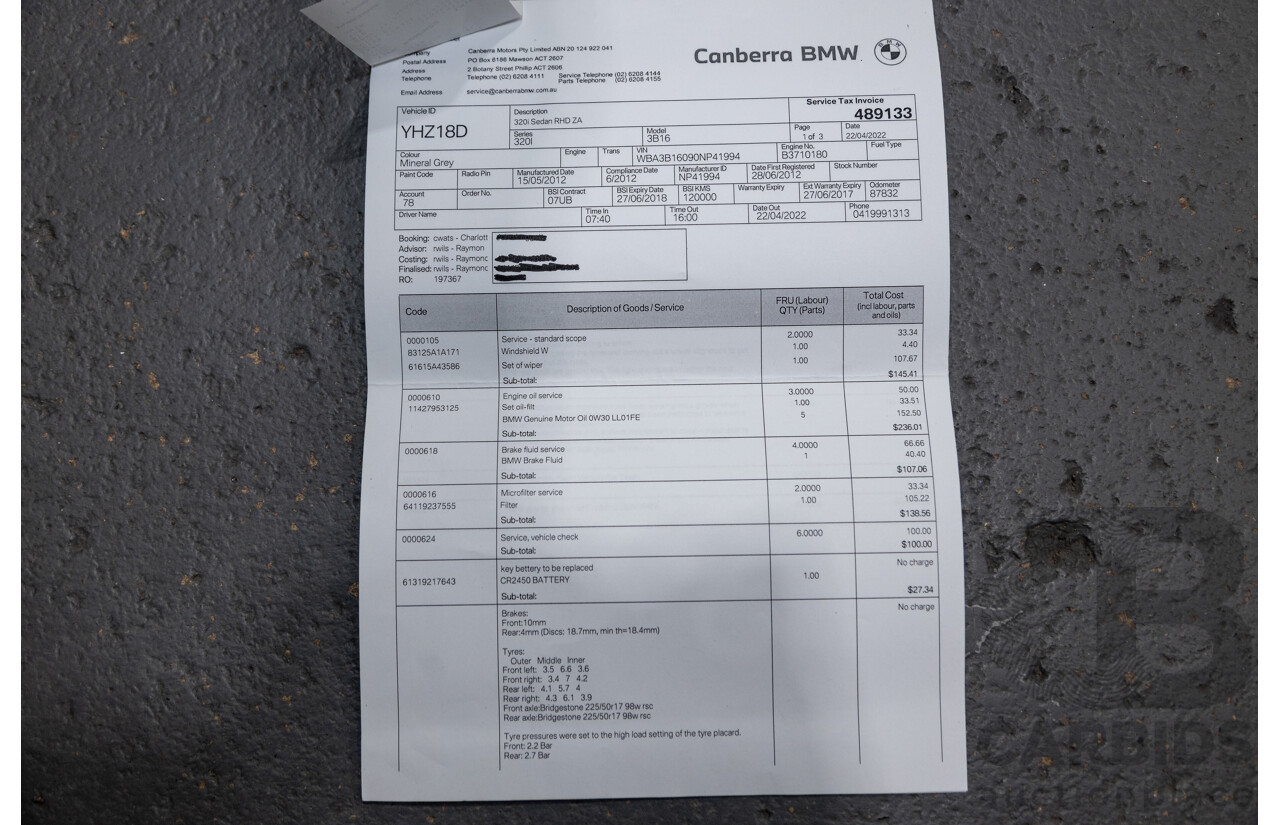 Canberra Motors Pty Limited ABN 20 124 922 041
Postal Address PO Box 6186 Mawson ACT 2607
Address 2 Botany Street Phillip ACT 2606
Telephone Telephone (02) 6208 4111 Service Telephone (02) 6208 4144
Parts Telephone (02) 6208 4155
Email Address service@canberrabmw.com.au
Canberra BMW
BMW
Service Tax Invoice
489133
Vehicle ID
YHZ18D
Description
320i Sedan RHD ZA
Series
320I
Model
3B16
Page
1 of 3
Date
22/04/2022
Colour
Mineral Grey
Engine
Trans
VIN
WBA3B16090NP41994
Engine No.
B3710180
Fuel Type
Paint Code
Radio Pin
Manufactured Date
15/05/2012
Compliance Date
6/2012
Manufacturer ID
NP41994
Date First Registered
28/06/2012
Stock Number
Account
78
Order No.
BSI Contract
07UB
BSI Expiry Date
27/06/2018
BSI KMS
120000
Warranty Expiry
Ext Warranty Expiry
27/06/2017
Odometer
87832
Driver Name
Time In
07:40
Time Out
16:00
Date Out
22/04/2022
Phone
0419991313
Booking: cwats - Charlott
Advisor: rwils - Raymon
Costing: rwils - Raymonc
Finalised: rwils - Raymonc
RO: 197367
Code Description of Goods / Service FRU (Labour) QTY (Parts) Total Cost (incl labour, parts and oils)
0000105 Service - standard scope 2.0000 33.34
83125A1A171 Windshield W 1.00 4.40
61615A43586 Set of wiper 1.00 107.67
Sub-total: $145.41
0000610 Engine oil service 3.0000 50.00
11427953125 Set oil-filt 1.00 33.51
BMW Genuine Motor Oil 0W30 LL01FE 5 152.50
Sub-total: $236.01
0000618 Brake fluid service 4.0000 66.66
BMW Brake Fluid 1 40.40
Sub-total: $107.06
0000616 Microfilter service 2.0000 33.34
64119237555 Filter 1.00 105.22
Sub-total: $138.56
0000624 Service, vehicle check 6.0000 100.00
Sub-total: $100.00
key bettery to be replaced No charge
61319217643 CR2450 BATTERY 1.00
Sub-total: $27.34
Brakes: No charge
Front:10mm
Rear:4mm (Discs: 18.7mm, min th=18.4mm)
Tyres:
Outer Middle Inner
Front left: 3.5 6.6 3.6
Front right: 3.4 7 4.2
Rear left: 4.1 5.7 4
Rear right: 4.3 6.1 3.9
Front axle:Bridgestone 225/50r17 98w rsc
Rear axle:Bridgestone 225/50r17 98w rsc
Tyre pressures were set to the high load setting of the tyre placard.
Front: 2.2 Bar
Rear: 2.7 Bar